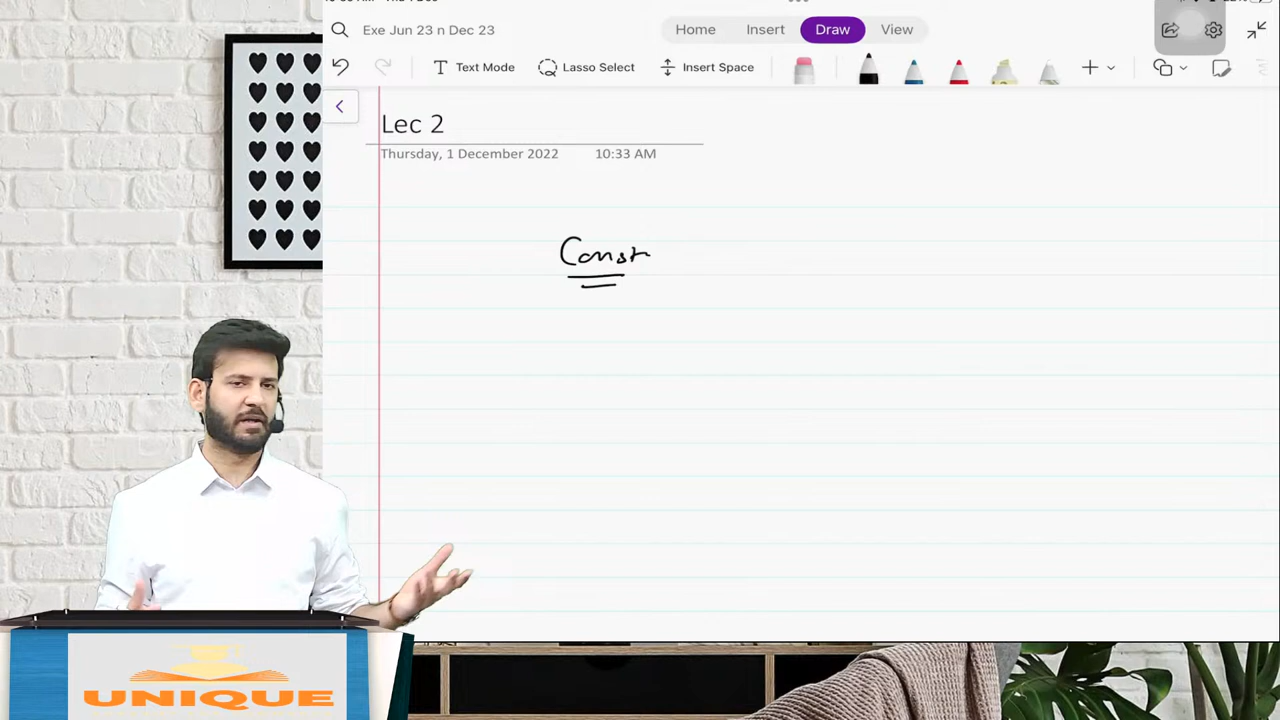 Exe Jun 23 n Dec 23
Home Insert Draw View
Text Mode Lasso Select Insert Space
Lec 2
Thursday, 1 December 2022 10:33 AM
Const
UNIQUE